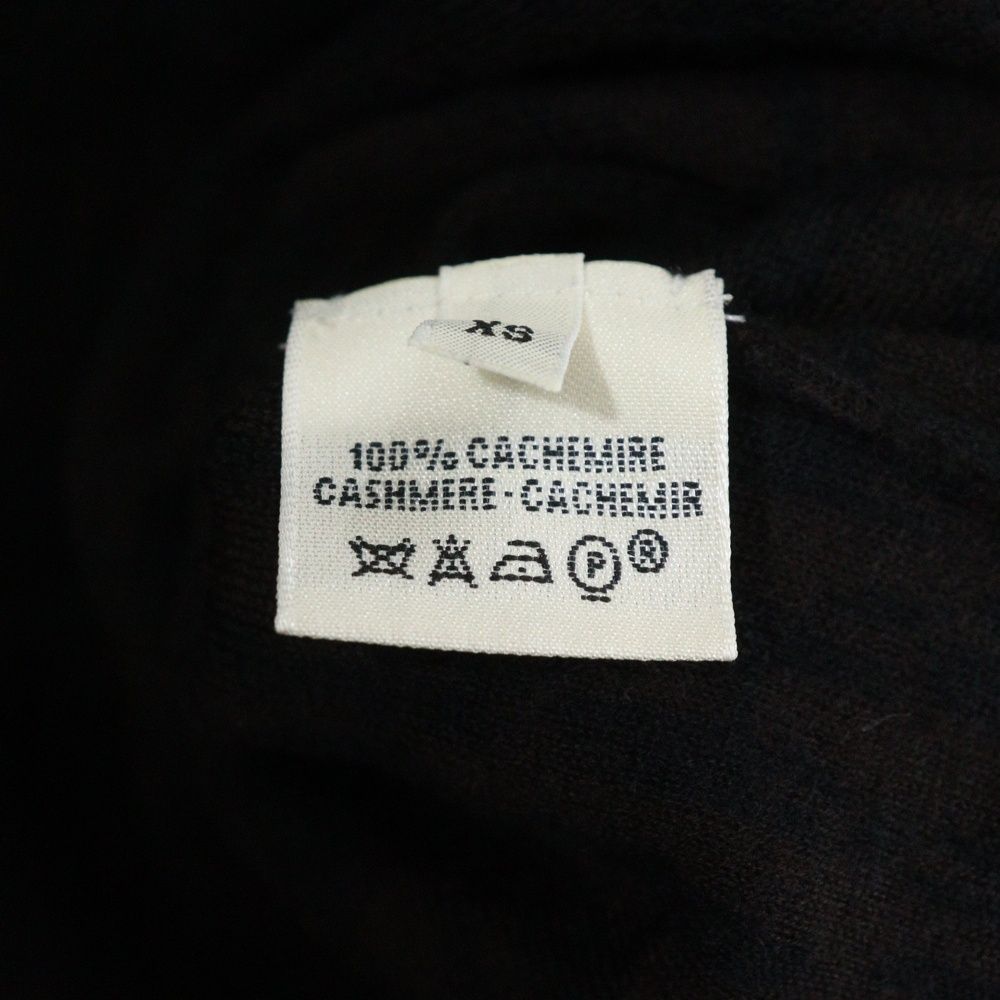 XS
100% CACHEMIRE
CASHMERE-CACHEMIR
P ®